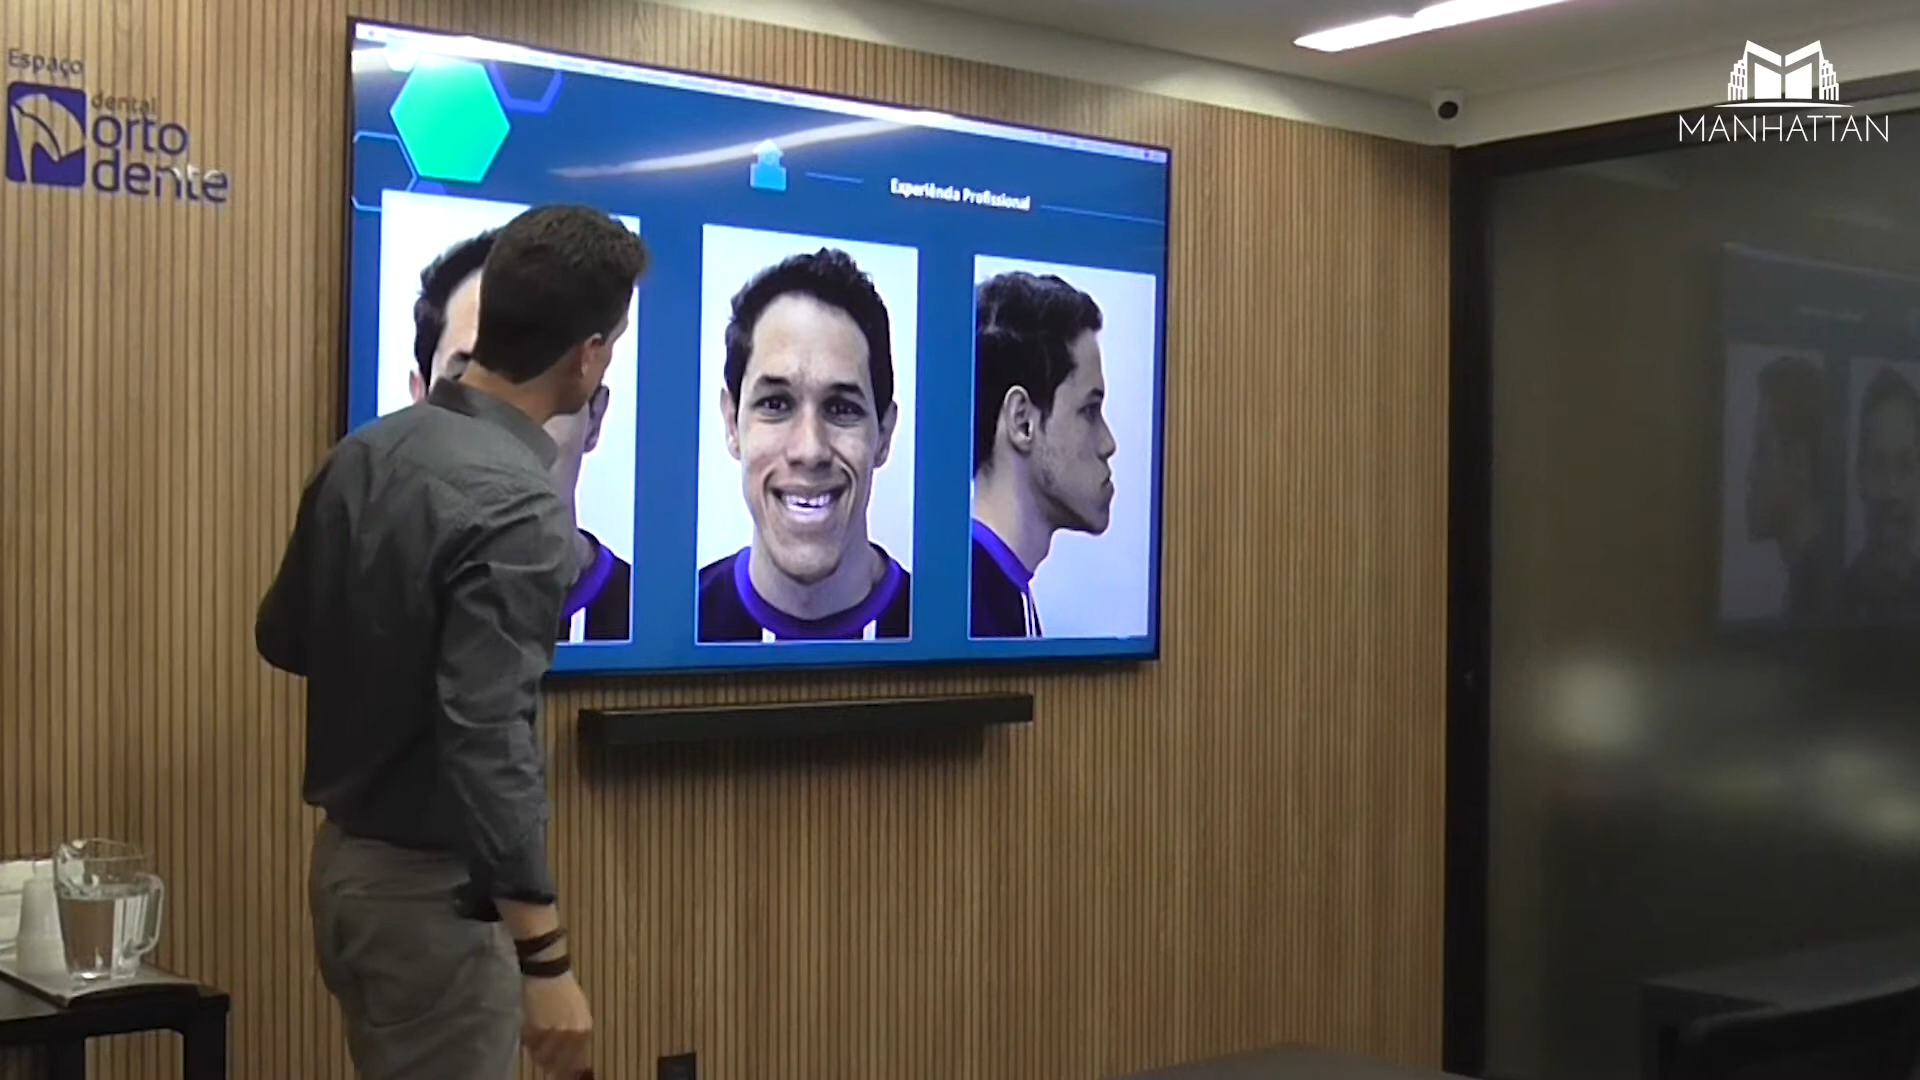 Espaço
dental
orto
dente
Experiência Profissional
MANHATTAN